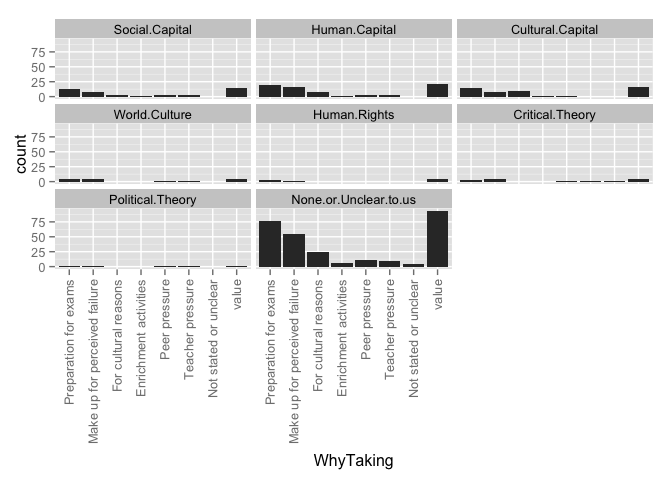 Social.Capital Human.Capital Cultural.Capital
75
50
25
0
World.Culture Human.Rights Critical.Theory
75
50
25
0
count
Political.Theory None.or.Unclear.to.us
75
50
25
0
Preparation for exams
Make up for perceived failure
For cultural reasons
Enrichment activities
Peer pressure
Teacher pressure
Not stated or unclear
value
Preparation for exams
Make up for perceived failure
For cultural reasons
Enrichment activities
Peer pressure
Teacher pressure
Not stated or unclear
value
WhyTaking